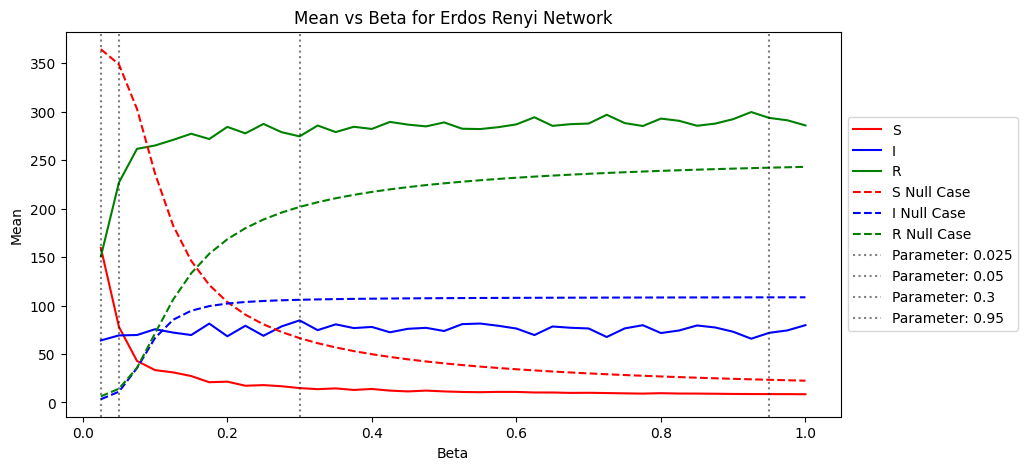 Mean vs Beta for Erdos Renyi Network
Mean
350
300
250
200
150
100
50
0
0.0
0.2
0.4
0.6
0.8
1.0
Beta
S
I
R
S Null Case
I Null Case
R Null Case
Parameter: 0.025
Parameter: 0.05
Parameter: 0.3
Parameter: 0.95